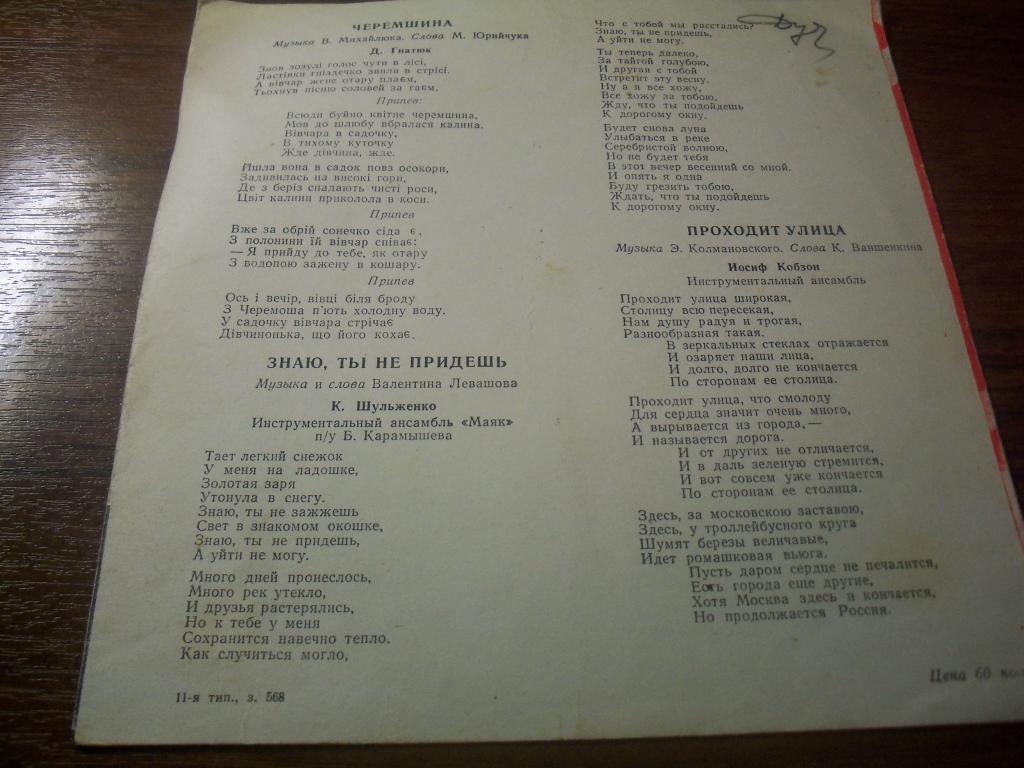 ЧЕРЕМШИНА
Музыка В. Михайлюка. Слова М. Юрийчука
Д. Гнатюк
Знов зозулі голос чути в лісі,
Ластівки гніздечко звили в стрісі.
А вівчар жене отару плаєм,
Тьохнув пісню соловей за гаєм.
Припев:
Всюди буйно квітне черемшина,
Мов до шлюбу вбралася калина.
Вівчара в садочку,
В тихому куточку
Жде дівчина, жде.
Йшла вона в садок повз осокори,
Задивилась на високі гори,
Де з беріз спадають чисті роси,
Цвіт калини приколола в коси.
Припев
Вже за обрій сонечко сіда є,
З полонини їй вівчар співає:
— Я прийду до тебе, як отару
З водопою зажену в кошару.
Припев
Ось і вечір, вівці біля броду
З Черемоша п'ють холодну воду.
У садочку вівчара стрічає
Дівчинонька, що його кохає.
ЗНАЮ, ТЫ НЕ ПРИДЕШЬ
Музыка и слова Валентина Левашова
К. Шульженко
Инструментальный ансамбль «Маяк»
п/у Б. Карамышева
Тает легкий снежок
У меня на ладошке,
Золотая заря
Утонула в снегу.
Знаю, ты не зажжешь
Свет в знакомом окошке,
Знаю, ты не придешь,
А уйти не могу.
Много дней пронеслось,
Много рек утекло,
И друзья растерялись,
Но к тебе у меня
Сохранится навечно тепло.
Как случиться могло,
11-я тип., з. 568
Что с тобой мы расстались?
Знаю, ты не придешь,
А уйти не могу.
Ты теперь далеко,
За тайгой голубою,
И другая с тобой
Встретит эту весну.
Ну а я все хожу,
Все хожу за тобою,
Жду, что ты подойдешь
К дорогому окну.
Будет снова луна
Улыбаться в реке
Серебристой волною,
Но не будет тебя
В этот вечер весенний со мной.
И опять я одна
Буду грезить тобою,
Ждать, что ты подойдешь
К дорогому окну.
ПРОХОДИТ УЛИЦА
Музыка Э. Колмановского. Слова К. Ваншенкина
Иосиф Кобзон
Инструментальный ансамбль
Проходит улица широкая,
Столицу всю пересекая,
Нам душу радуя и трогая,
Разнообразная такая.
В зеркальных стеклах отражается
И озаряет наши лица,
И долго, долго не кончается
По сторонам ее столица.
Проходит улица, что смолоду
Для сердца значит очень много,
А вырывается из города,—
И называется дорога.
И от других не отличается,
И в даль зеленую стремится,
И вот совсем уже кончается
По сторонам ее столица.
Здесь, за московскою заставою,
Здесь, у троллейбусного круга
Шумят березы величавые,
Идет ромашковая вьюга.
Пусть даром сердце не печалится,
Есть города еще другие,
Хотя Москва здесь и кончается,
Но продолжается Россия.
Цена 60 коп